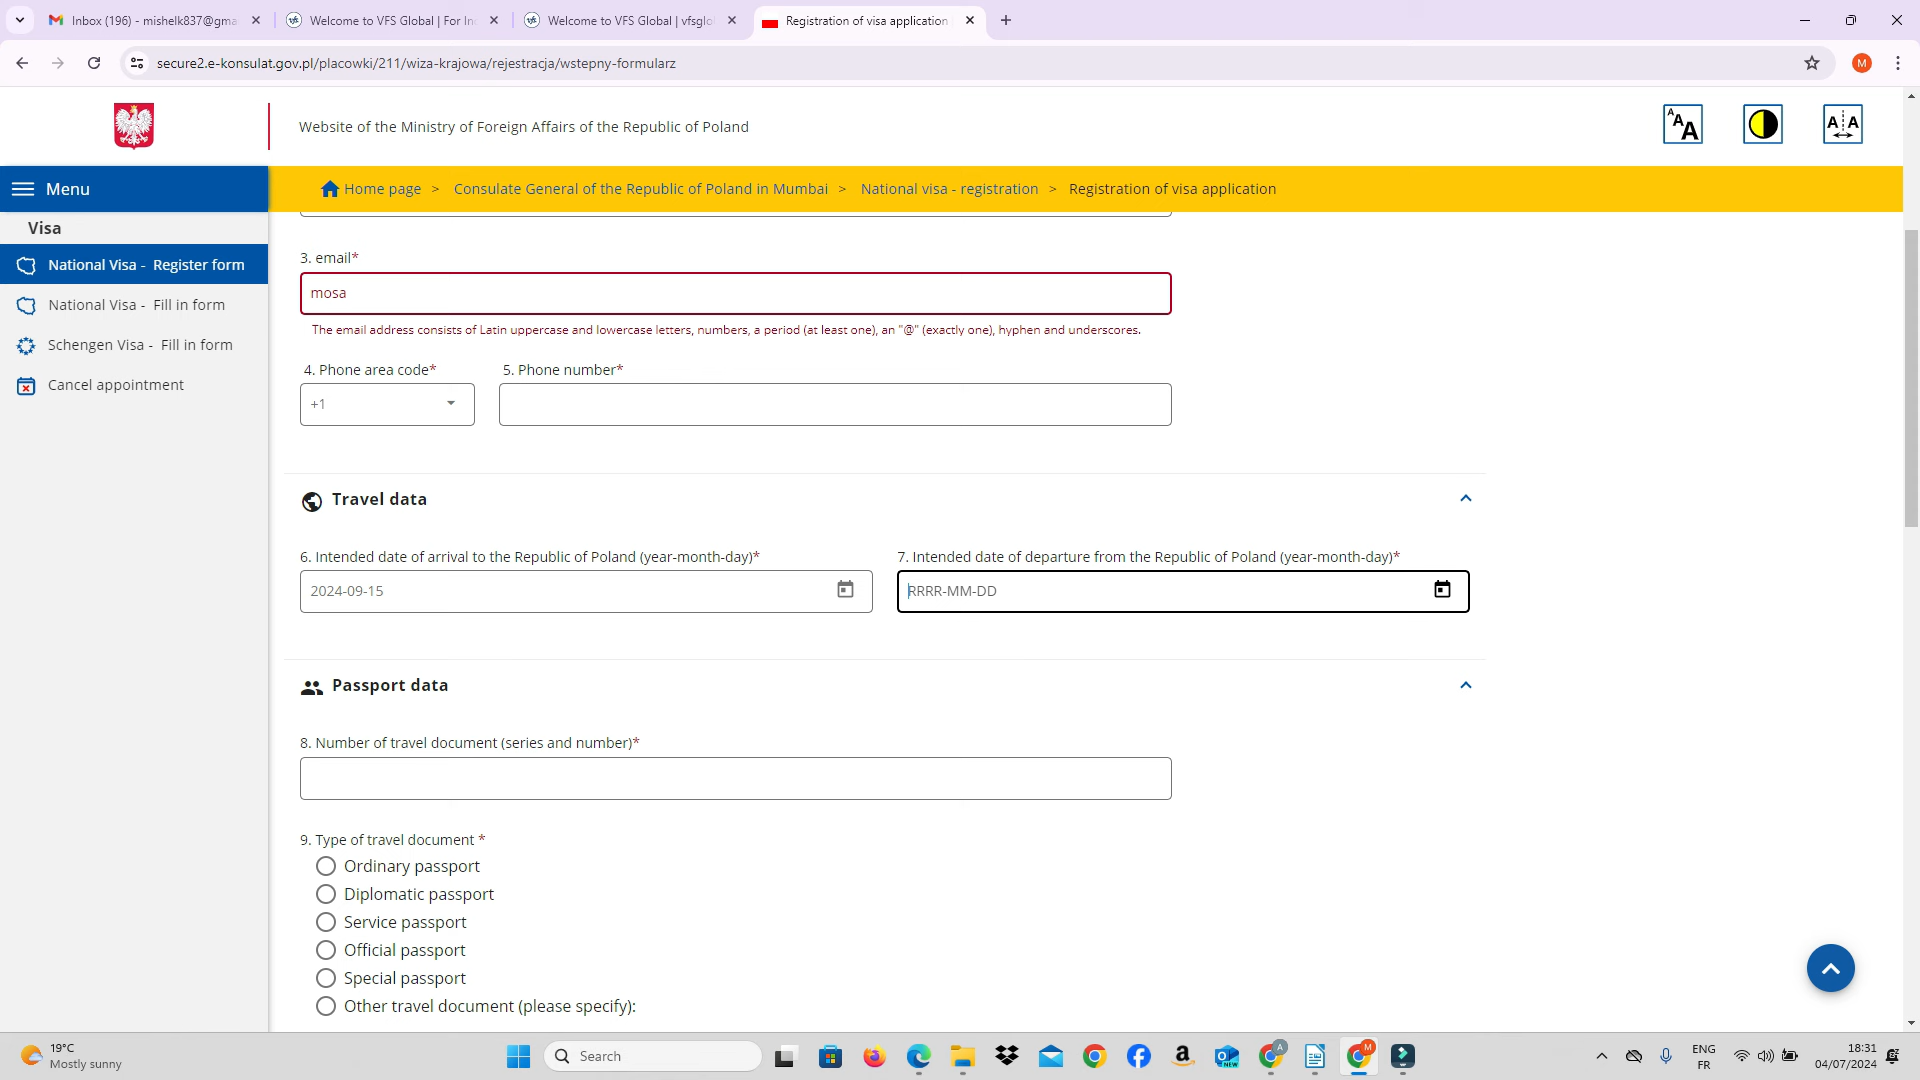 Inbox (196) - mishelk837@gma
Welcome to VFS Global | For In
Welcome to VFS Global | vfsglo
Registration of visa application
secure2.e-konsulat.gov.pl/placowki/211/wiza-krajowa/rejestracja/wstepny-formularz
M
Website of the Ministry of Foreign Affairs of the Republic of Poland
A A A
A A
Menu
Home page > Consulate General of the Republic of Poland in Mumbai > National visa - registration > Registration of visa application
Visa
National Visa - Register form
National Visa - Fill in form
Schengen Visa - Fill in form
Cancel appointment
3. email*
mosa
The email address consists of Latin uppercase and lowercase letters, numbers, a period (at least one), an "@" (exactly one), hyphen and underscores.
4. Phone area code* 5. Phone number*
+1
Travel data
6. Intended date of arrival to the Republic of Poland (year-month-day)* 7. Intended date of departure from the Republic of Poland (year-month-day)*
2024-09-15 RRRR-MM-DD
Passport data
8. Number of travel document (series and number)*
9. Type of travel document *
Ordinary passport
Diplomatic passport
Service passport
Official passport
Special passport
Other travel document (please specify):
19°C
Mostly sunny
Search
NEW
A
M
ENG
FR
18:31
04/07/2024